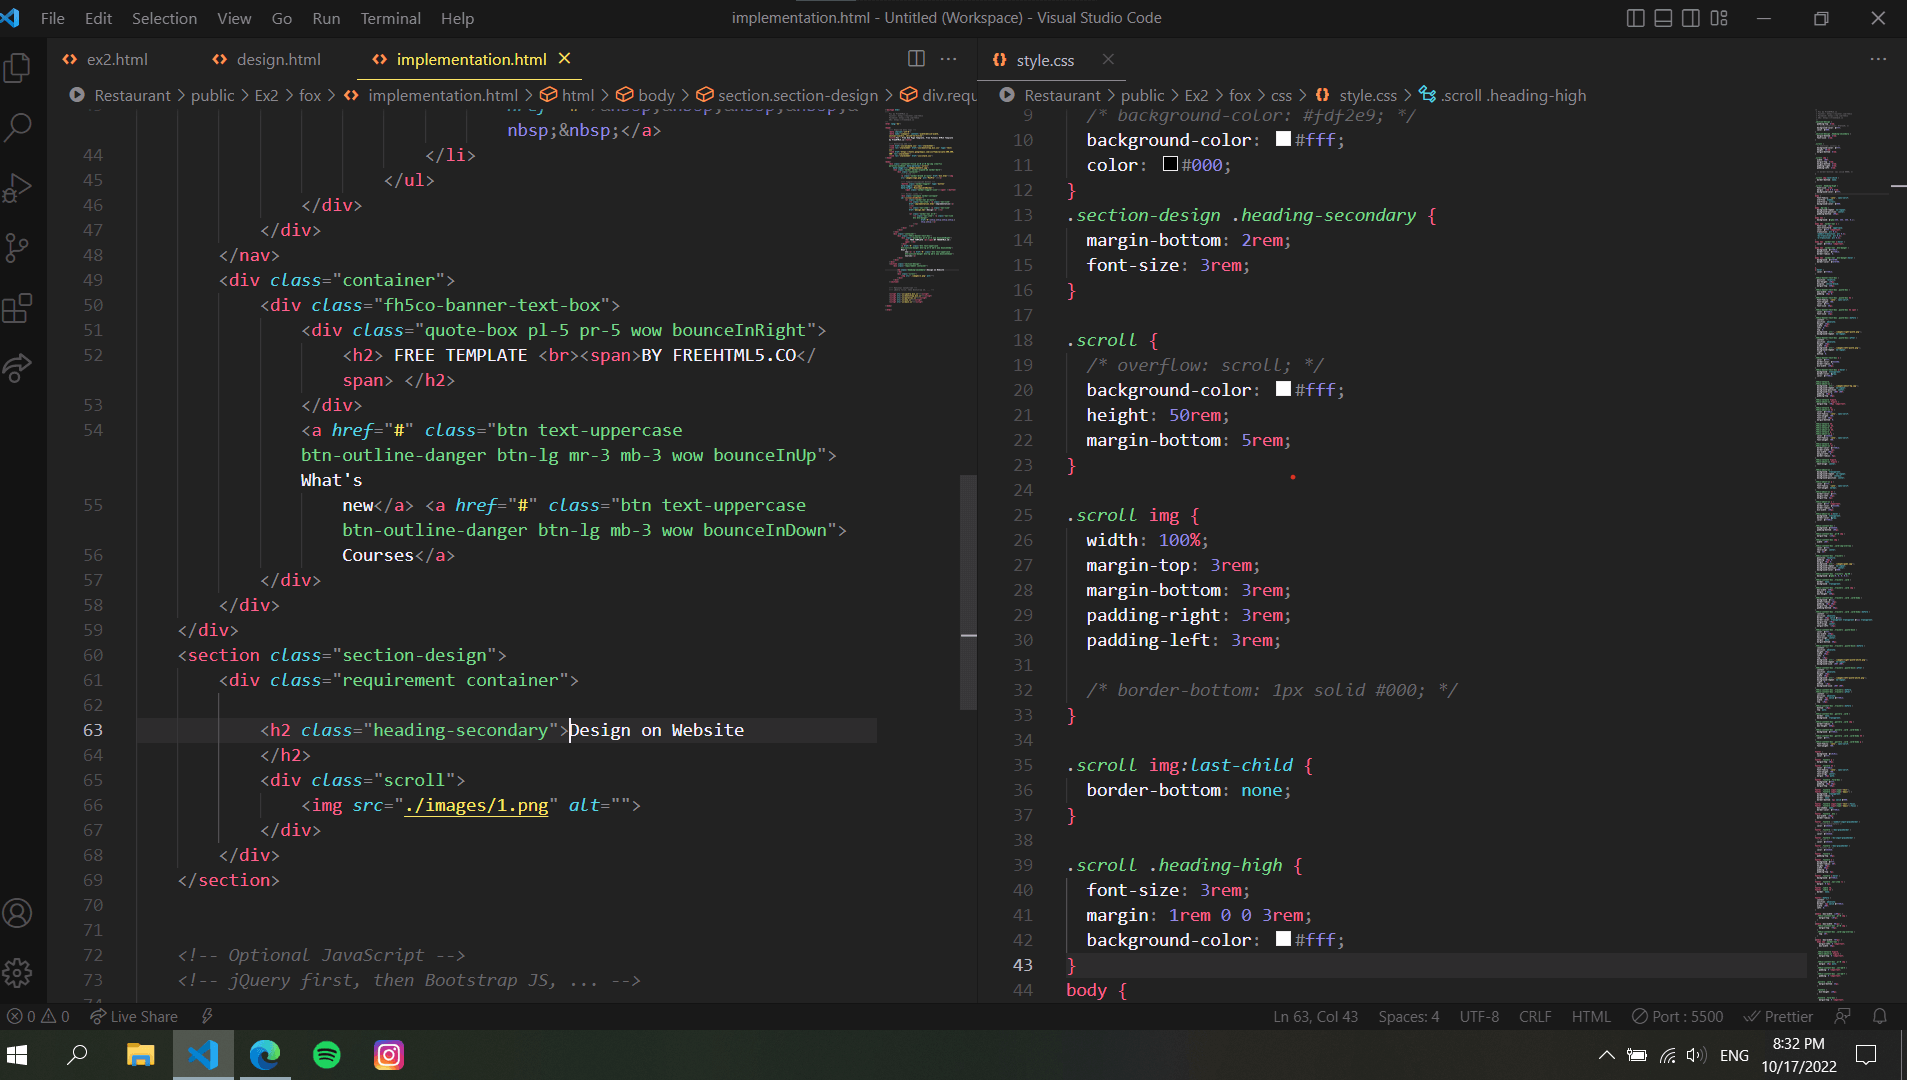 File Edit Selection View Go Run Terminal Help
implementation.html - Untitled (Workspace) - Visual Studio Code
ex2.html
design.html
implementation.html
Restaurant > public > Ex2 > fox > implementation.html > html > body > section.section-design > div.requ
nbsp;&nbsp;</a>
44 </li>
45 </ul>
46 </div>
47 </div>
48 </nav>
49 <div class="container">
50 <div class="fh5co-banner-text-box">
51 <div class="quote-box pl-5 pr-5 wow bounceInRight">
52 <h2> FREE TEMPLATE <br><span>BY FREEHTML5.CO</
span> </h2>
53 </div>
54 <a href="#" class="btn text-uppercase
btn-outline-danger btn-lg mr-3 mb-3 wow bounceInUp">
What's
55 new</a> <a href="#" class="btn text-uppercase
btn-outline-danger btn-lg mb-3 wow bounceInDown">
56 Courses</a>
57 </div>
58 </div>
59 </div>
60 <section class="section-design">
61 <div class="requirement container">
62
63 <h2 class="heading-secondary">Design on Website
64 </h2>
65 <div class="scroll">
66 <img src="./images/1.png" alt="">
67 </div>
68 </div>
69 </section>
70
71
72 <!-- Optional JavaScript -->
73 <!-- jQuery first, then Bootstrap JS, ... -->
style.css
Restaurant > public > Ex2 > fox > css > style.css > .scroll .heading-high
9 /* background-color: #fdf2e9; */
10 background-color: #fff;
11 color: #000;
12 }
13 .section-design .heading-secondary {
14 margin-bottom: 2rem;
15 font-size: 3rem;
16 }
17
18 .scroll {
19 /* overflow: scroll; */
20 background-color: #fff;
21 height: 50rem;
22 margin-bottom: 5rem;
23 }
24
25 .scroll img {
26 width: 100%;
27 margin-top: 3rem;
28 margin-bottom: 3rem;
29 padding-right: 3rem;
30 padding-left: 3rem;
31
32 /* border-bottom: 1px solid #000; */
33 }
34
35 .scroll img:last-child {
36 border-bottom: none;
37 }
38
39 .scroll .heading-high {
40 font-size: 3rem;
41 margin: 1rem 0 0 3rem;
42 background-color: #fff;
43 }
44 body {
0 0 Live Share
Ln 63, Col 43 Spaces: 4 UTF-8 CRLF HTML Port : 5500 Prettier
ENG
8:32 PM
10/17/2022